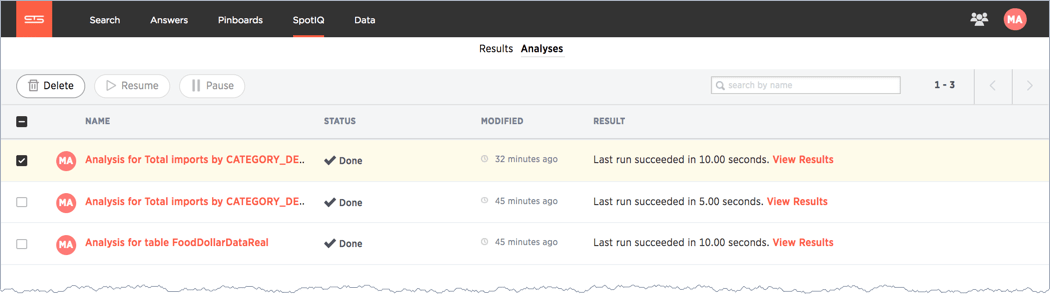 Search Answers Pinboards SpotIQ Data MA
Results Analyses
Delete Resume Pause search by name 1 - 3
NAME STATUS MODIFIED RESULT
MA Analysis for Total imports by CATEGORY_DE.. Done 32 minutes ago Last run succeeded in 10.00 seconds. View Results
MA Analysis for Total imports by CATEGORY_DE.. Done 45 minutes ago Last run succeeded in 5.00 seconds. View Results
MA Analysis for table FoodDollarDataReal Done 45 minutes ago Last run succeeded in 10.00 seconds. View Results